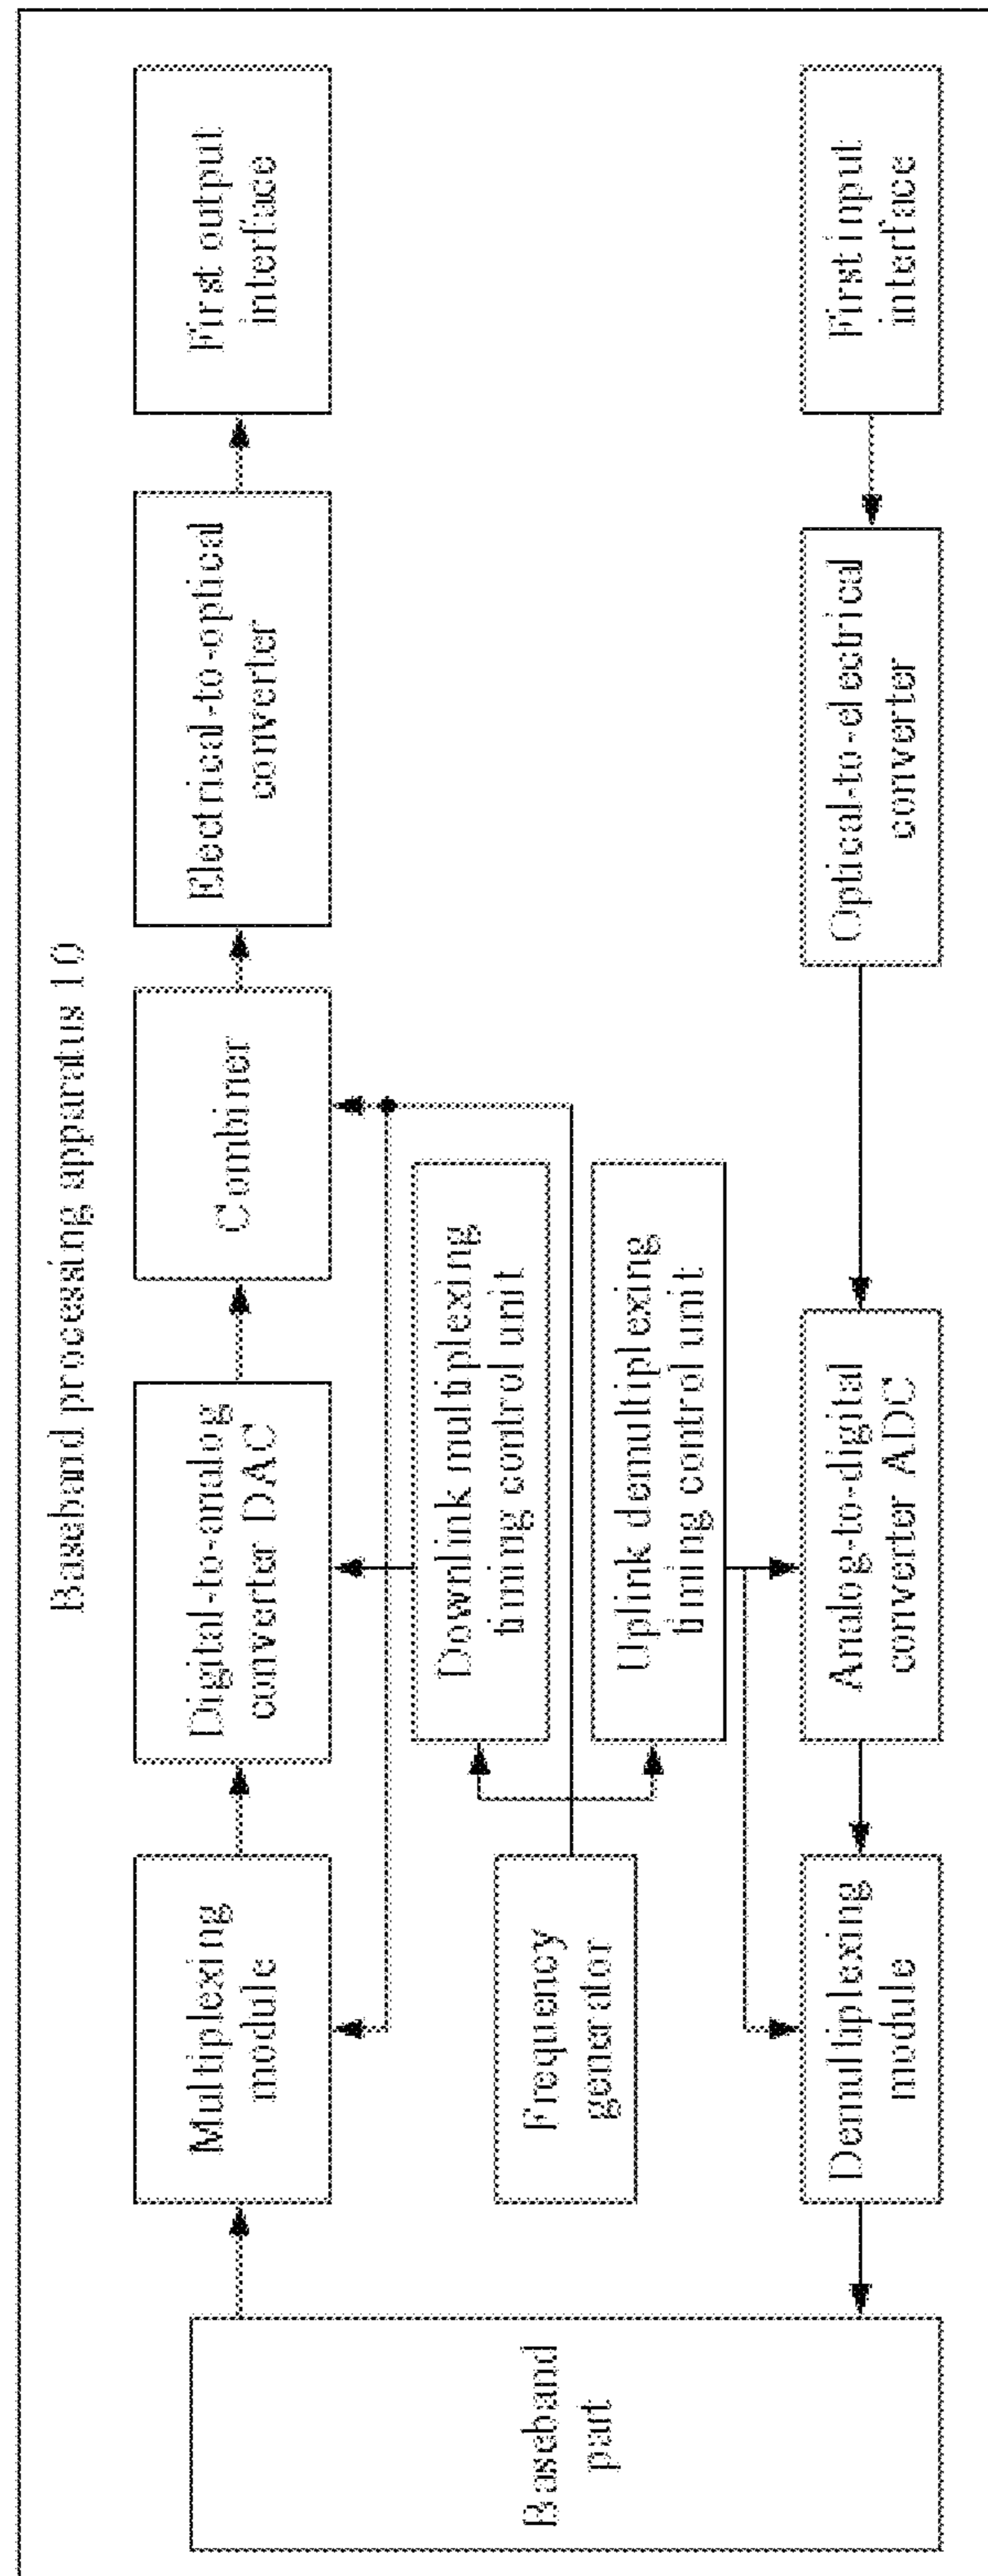 Baseband processing apparatus 10
Baseband
part
Multiplexing
module
Digital-to-analog
converter DAC
Combiner
Electrical-to-optical
converter
First output
interface
Frequency
generator
Downlink multiplexing
timing control unit
Uplink demultiplexing
timing control unit
Demultiplexing
module
Analog-to-digital
converter ADC
Optical-to-electrical
converter
First input
interface